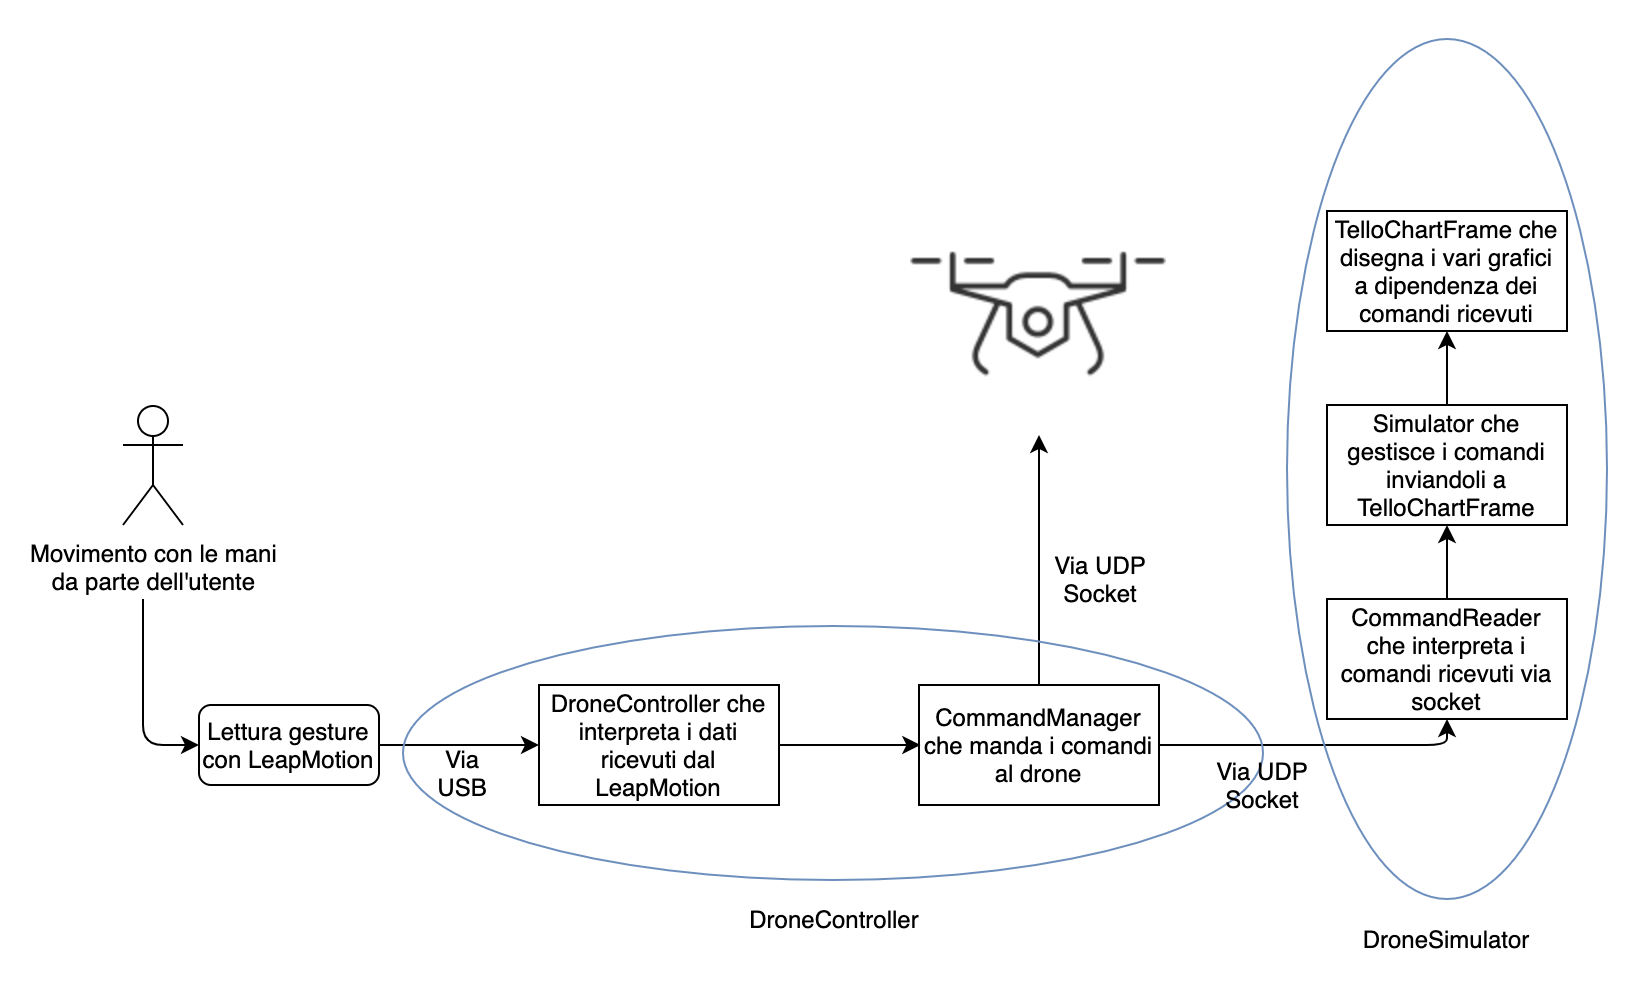 Movimento con le mani
da parte dell'utente
Lettura gesture
con LeapMotion
Via
USB
DroneController che
interpreta i dati
ricevuti dal
LeapMotion
CommandManager
che manda i comandi
al drone
Via UDP
Socket
Via UDP
Socket
CommandReader
che interpreta i
comandi ricevuti via
socket
Simulator che
gestisce i comandi
inviandoli a
TelloChartFrame
TelloChartFrame che
disegna i vari grafici
a dipendenza dei
comandi ricevuti
DroneController
DroneSimulator